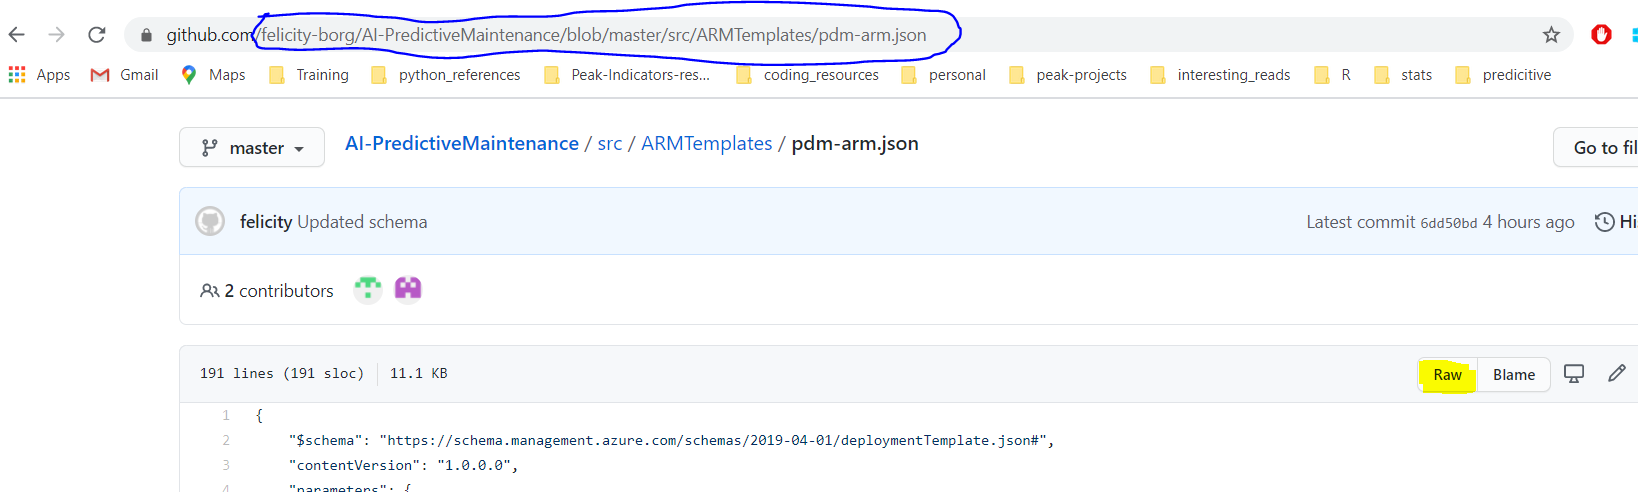 github.com/felicity-borg/AI-PredictiveMaintenance/blob/master/src/ARMTemplates/pdm-arm.json
Apps Gmail Maps Training python_references Peak-Indicators-res... coding_resources personal peak-projects interesting_reads R stats predicitive
master AI-PredictiveMaintenance / src / ARMTemplates / pdm-arm.json Go to fil
felicity Updated schema Latest commit 6dd50bd 4 hours ago Hi
2 contributors
191 lines (191 sloc) 11.1 KB Raw Blame
1 {
2 "$schema": "https://schema.management.azure.com/schemas/2019-04-01/deploymentTemplate.json#",
3 "contentVersion": "1.0.0.0",
4 "parameters": {